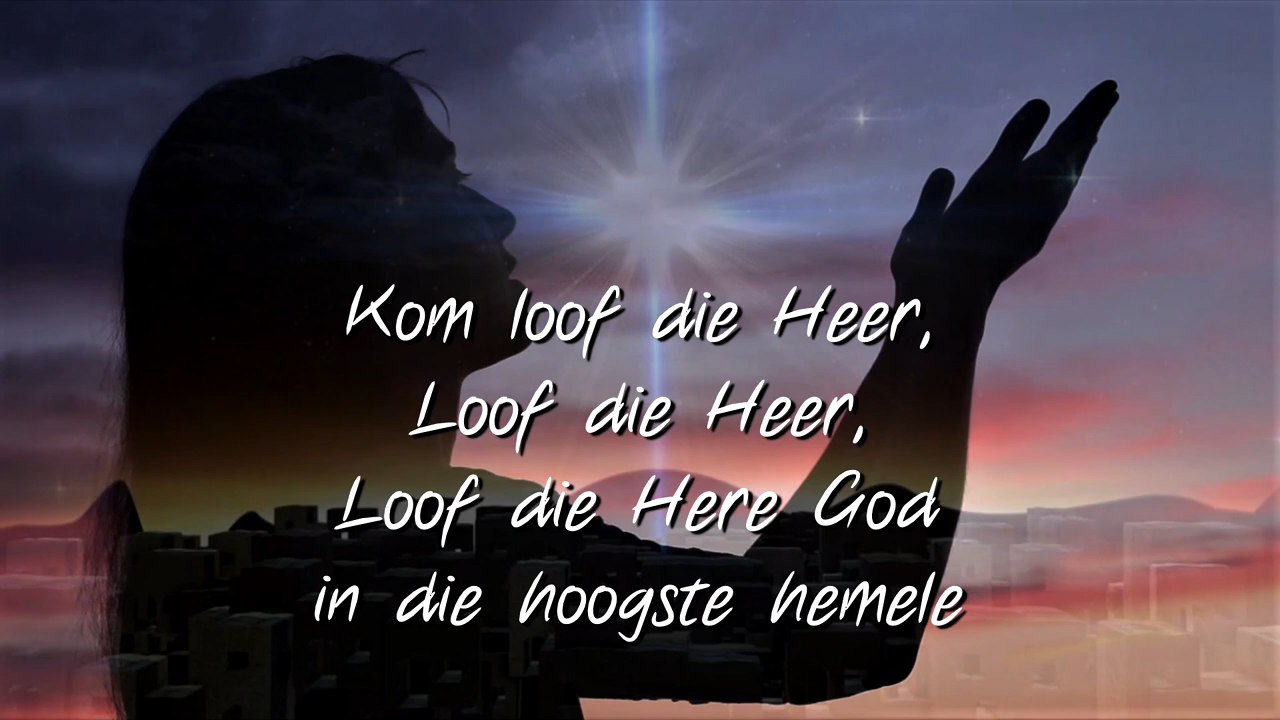 Kom loof die Heer,
Loof die Heer,
Loof die Here God
in die hoogste hemele